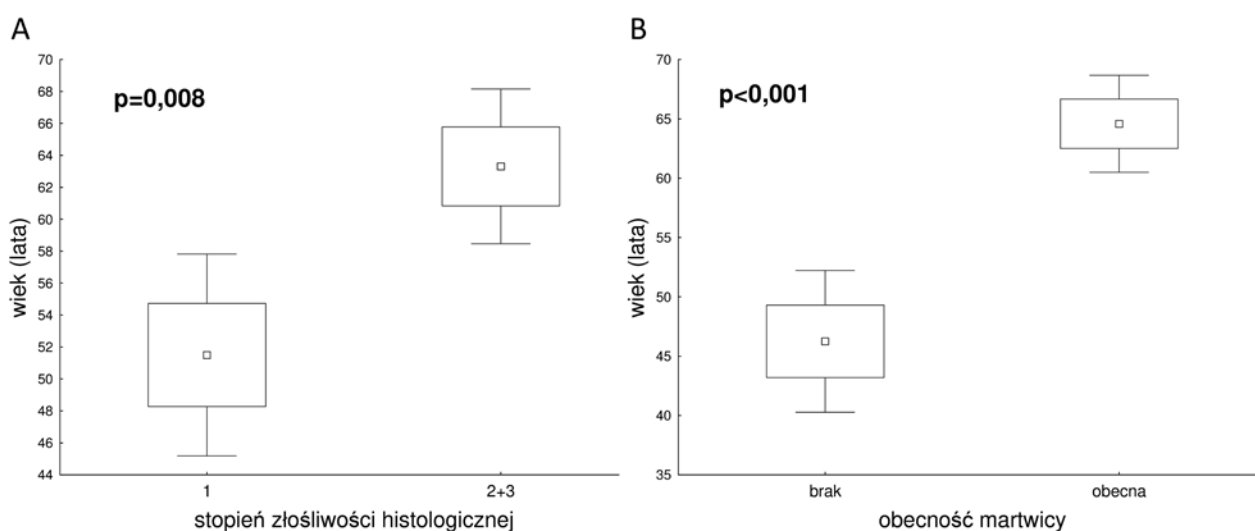 A
p=0,008
wiek (lata)
70
68
66
64
62
60
58
56
54
52
50
48
46
44
1
2+3
stopień złośliwości histologicznej
B
p<0,001
wiek (lata)
70
65
60
55
50
45
40
35
brak
obecna
obecność martwicy